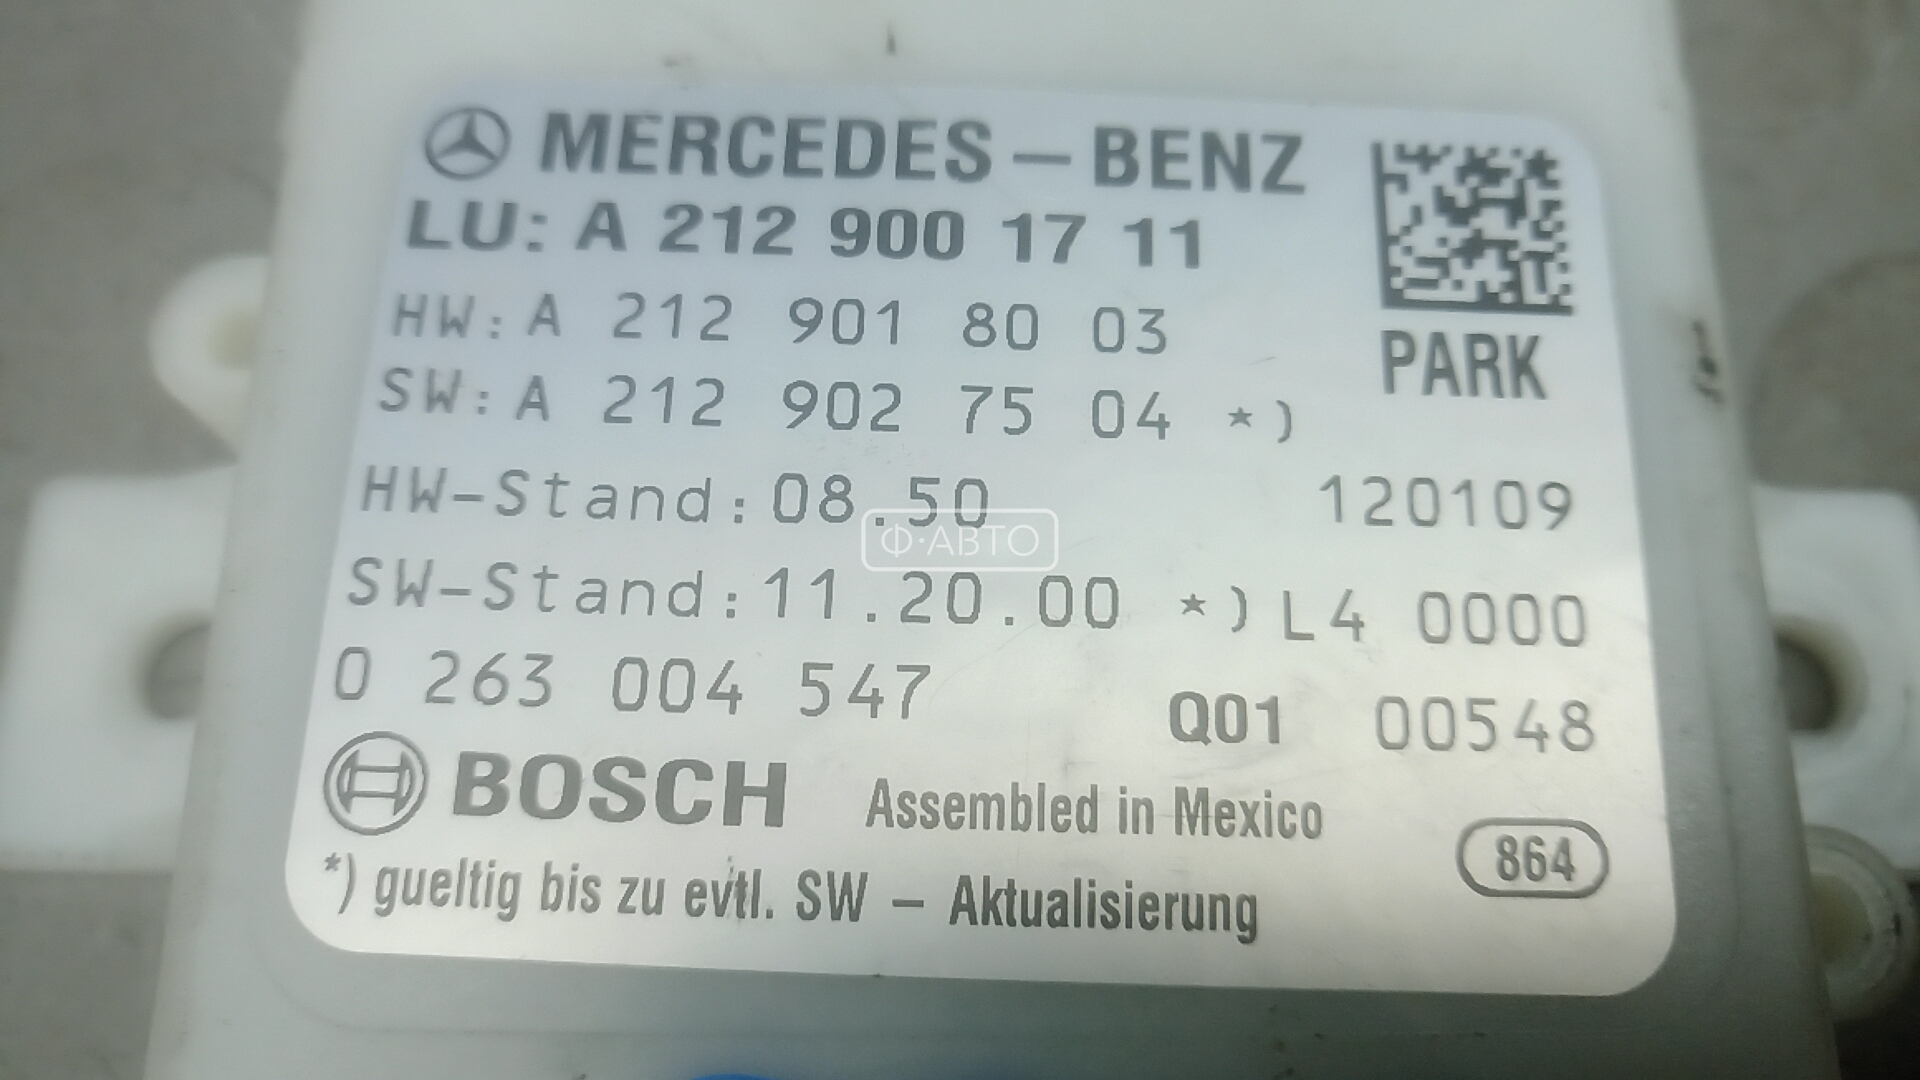 MERCEDES – BENZ
LU: A 212 900 17 11
HW: A 212 901 80 03
PARK
SW: A 212 902 75 04 *)
HW-Stand: 08.50 120109
Ф·АВТО
SW-Stand: 11.20.00 *) L4 0000
0 263 004 547 Q01 00548
BOSCH Assembled in Mexico
864
*) gueltig bis zu evtl. SW – Aktualisierung